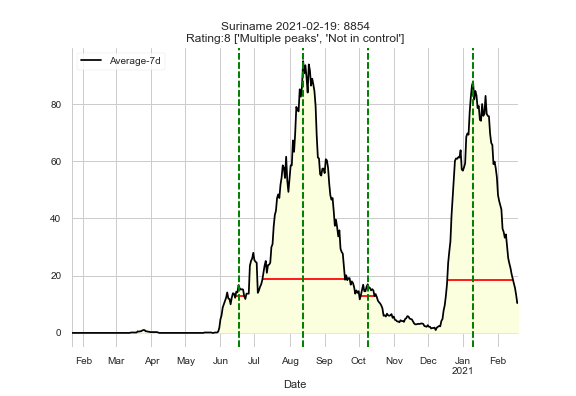 Suriname 2021-02-19: 8854
Rating:8 ['Multiple peaks', 'Not in control']
Average-7d
80
60
40
20
0
Feb Mar Apr May Jun Jul Aug Sep Oct Nov Dec Jan Feb
2021
Date